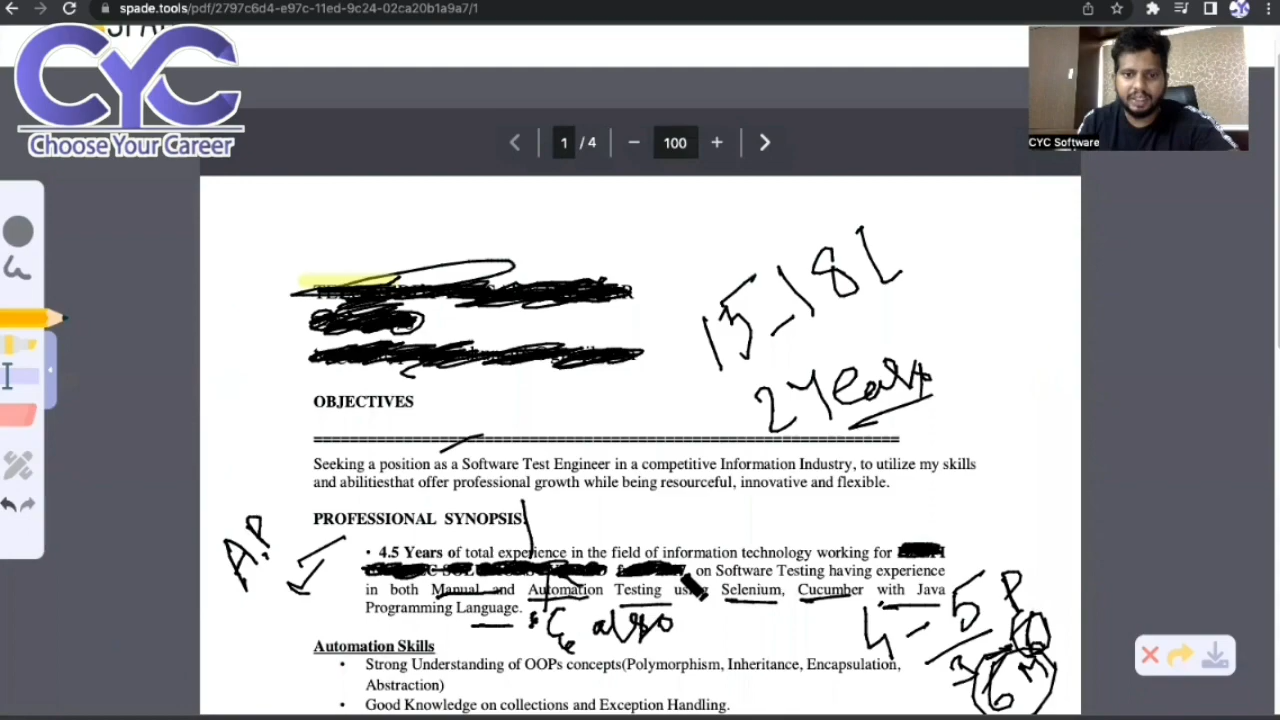 spade.tools/pdf/2797c6d4-e97c-11ed-9c24-02ca20b1a9a7/1
CYC
Choose Your Career
CYC Software
1 / 4 − 100 +
15-18L
2 Years
OBJECTIVES
Seeking a position as a Software Test Engineer in a competitive Information Industry, to utilize my skills
and abilitiesthat offer professional growth while being resourceful, innovative and flexible.
PROFESSIONAL SYNOPSIS.
A.P
• 4.5 Years of total experience in the field of information technology working for
on Software Testing having experience
in both Manual and Automation Testing using Selenium, Cucumber with Java
Programming Language.
also
4 - 5 P
Automation Skills
• Strong Understanding of OOPs concepts(Polymorphism, Inheritance, Encapsulation,
Abstraction)
• Good Knowledge on collections and Exception Handling.